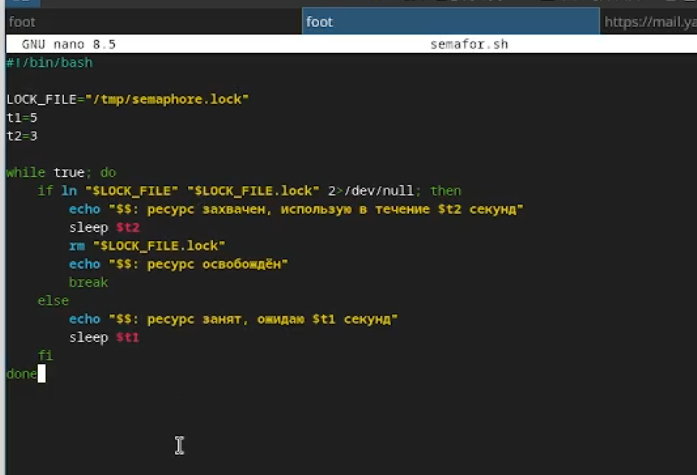 foot
foot
https://mail.ya
GNU nano 8.5
semafor.sh
#!/bin/bash
LOCK_FILE="/tmp/semaphore.lock"
t1=5
t2=3
while true; do
if ln "$LOCK_FILE" "$LOCK_FILE.lock" 2>/dev/null; then
echo "$$: ресурс захвачен, использую в течение $t2 секунд"
sleep $t2
rm "$LOCK_FILE.lock"
echo "$$: ресурс освобождён"
break
else
echo "$$: ресурс занят, ожидаю $t1 секунд"
sleep $t1
fi
done